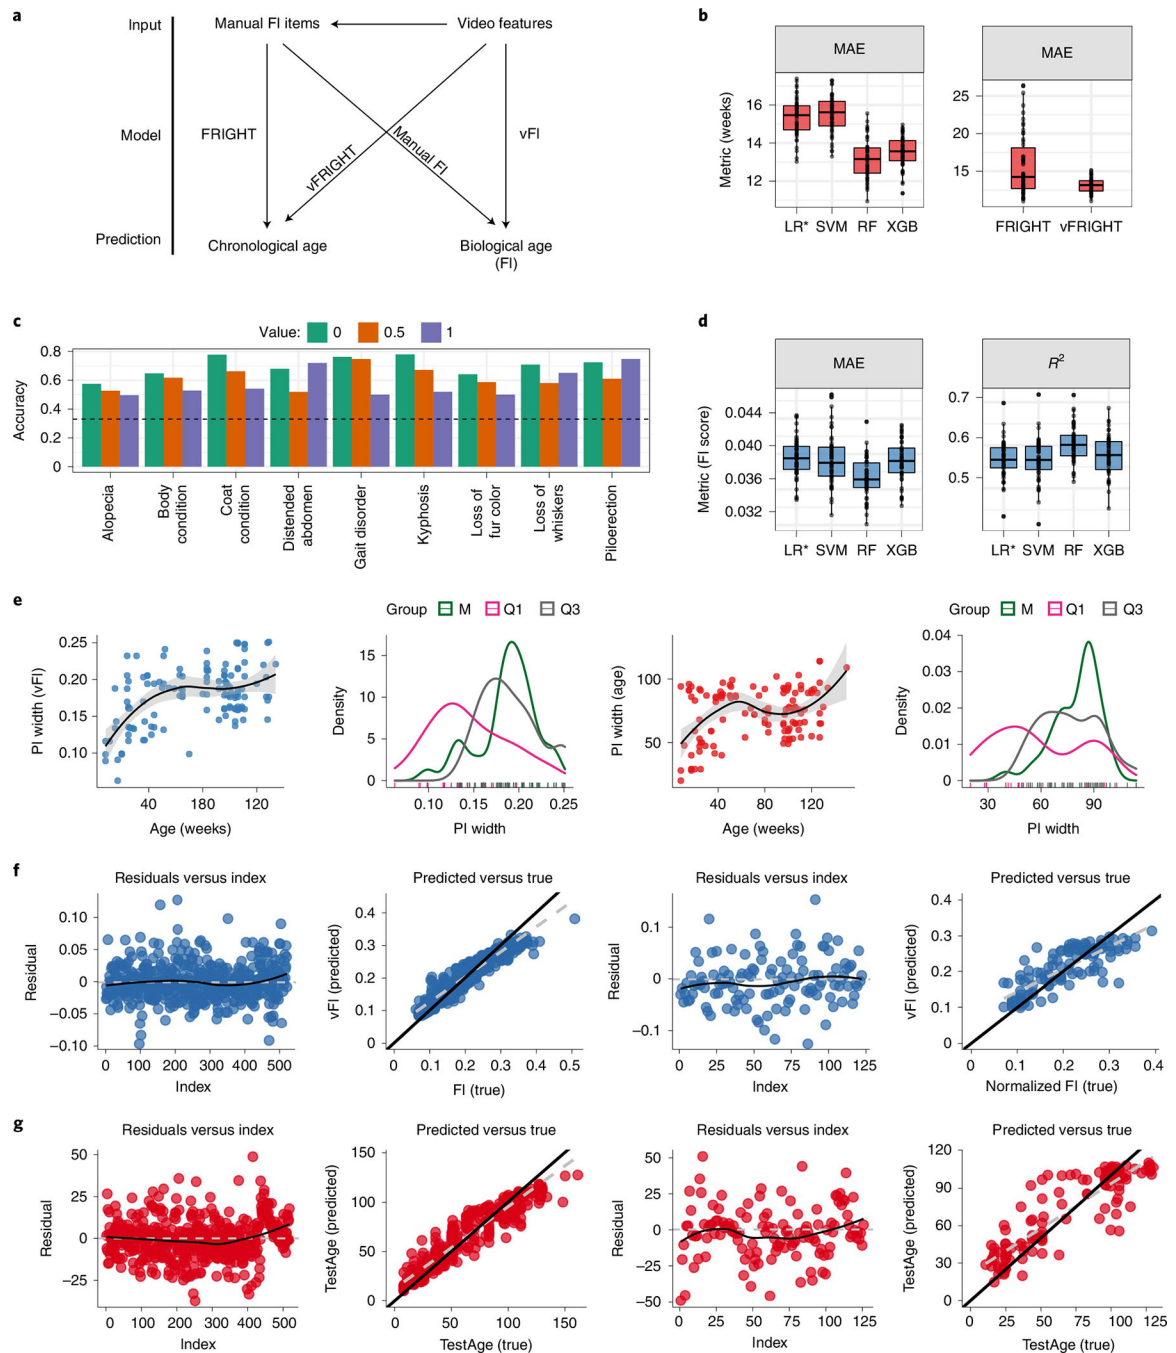 a
Input
Manual FI items
Video features
Model
FRIGHT
vFRIGHT
Manual FI
vFI
Prediction
Chronological age
Biological age
(FI)
b
MAE
Metric (weeks)
16
14
12
LR* SVM RF XGB
MAE
25
15
FRIGHT vFRIGHT
c
Value: 0 0.5 1
Accuracy
0.8
0.6
0.4
0.2
0
Alopecia
Body
condition
Coat
condition
Distended
abdomen
Gait disorder
Kyphosis
Loss of
fur color
Loss of
whiskers
Piloerection
d
MAE
Metric (FI score)
0.044
0.040
0.036
0.032
LR* SVM RF XGB
R2
0.7
0.6
0.5
LR* SVM RF XGB
e
PI width (vFI)
0.25
0.20
0.15
0.10
40 180 120
Age (weeks)
Group M Q1 Q3
Density
15
10
5
0
0.10 0.15 0.20 0.25
PI width
PI width (age)
100
50
40 80 120
Age (weeks)
Group M Q1 Q3
Density
0.04
0.03
0.02
0.01
0
30 60 90
PI width
f
Residuals versus index
Residual
0.10
0.05
0
−0.05
−0.10
0 100 200 300 400 500
Index
Predicted versus true
vFI (predicted)
0.4
0.3
0.2
0.1
0
0 0.1 0.2 0.3 0.4 0.5
FI (true)
Residuals versus index
Residual
0.1
0
−0.1
0 25 50 75 100 125
Index
Predicted versus true
vFI (predicted)
0.4
0.3
0.2
0.1
0
0 0.1 0.2 0.3 0.4
Normalized FI (true)
g
Residuals versus index
Residual
50
25
0
−25
0 100 200 300 400 500
Index
Predicted versus true
TestAge (predicted)
150
100
50
0
0 50 100 150
TestAge (true)
Residuals versus index
Residual
50
25
0
−25
−50
0 25 50 75 100 125
Index
Predicted versus true
TestAge (predicted)
120
90
60
30
0
0 25 50 75 100 125
TestAge (true)